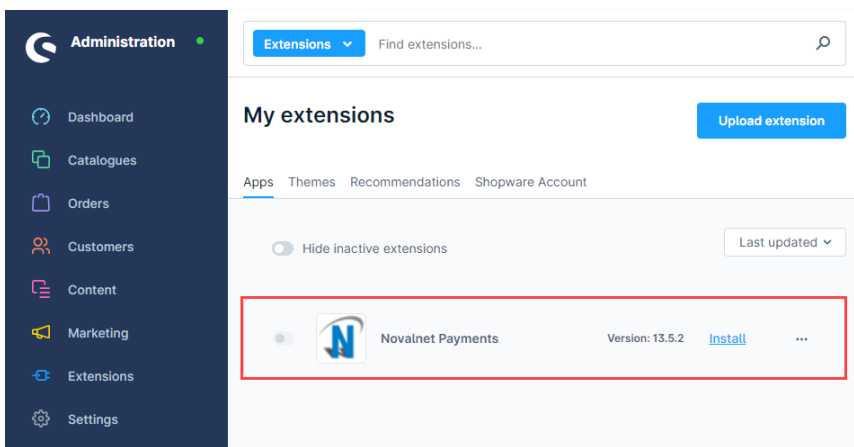 Administration
Extensions
Find extensions...
Dashboard
Catalogues
Orders
Customers
Content
Marketing
Extensions
Settings
My extensions
Upload extension
Apps Themes Recommendations Shopware Account
Hide inactive extensions
Last updated
N
Novalnet Payments
Version: 13.5.2
Install
...